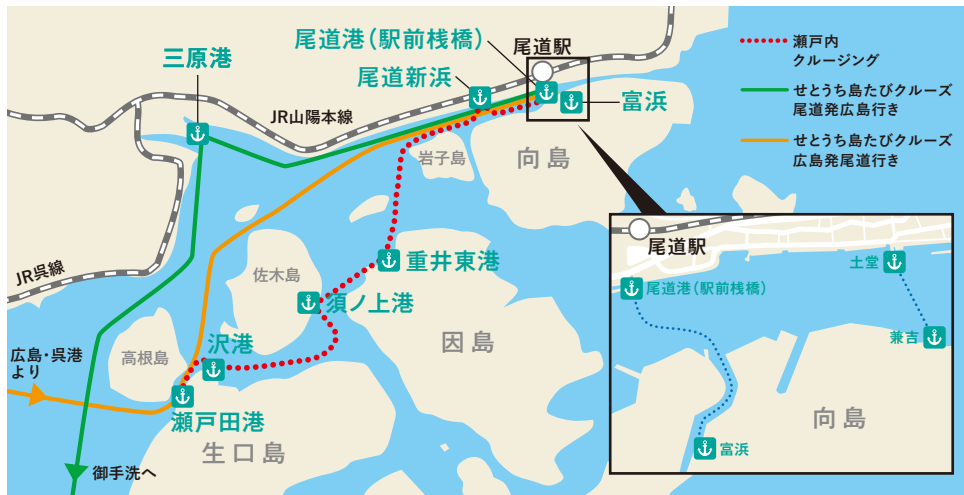 尾道港（駅前桟橋）
尾道駅
三原港
尾道新浜
富浜
JR山陽本線
岩子島
向島
瀬戸内
クルージング
せとうち島たびクルーズ
尾道発広島行き
せとうち島たびクルーズ
広島発尾道行き
JR呉線
佐木島
重井東港
須ノ上港
因島
沢港
高根島
広島・呉港
より
瀬戸田港
生口島
御手洗へ
尾道駅
尾道港（駅前桟橋）
土堂
兼吉
向島
富浜